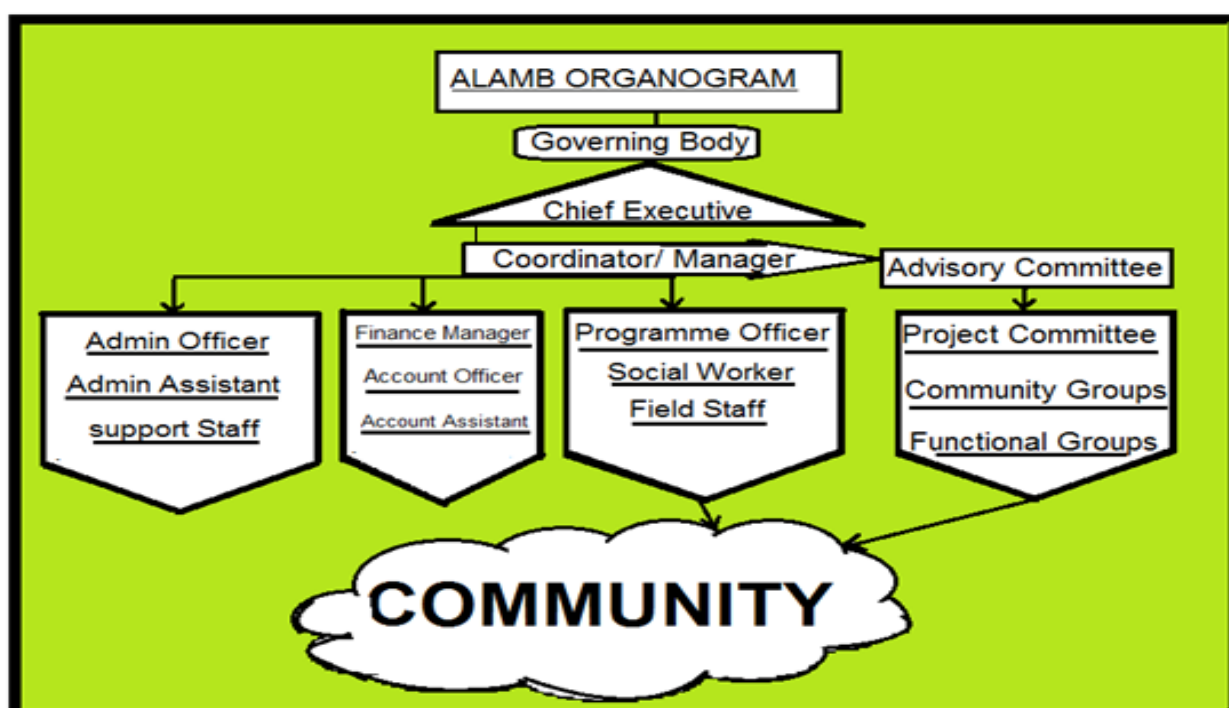 ALAMB ORGANOGRAM
Governing Body
Chief Executive
Coordinator/ Manager
Advisory Committee
Admin Officer
Admin Assistant
support Staff
Finance Manager
Account Officer
Account Assistant
Programme Officer
Social Worker
Field Staff
Project Committee
Community Groups
Functional Groups
COMMUNITY